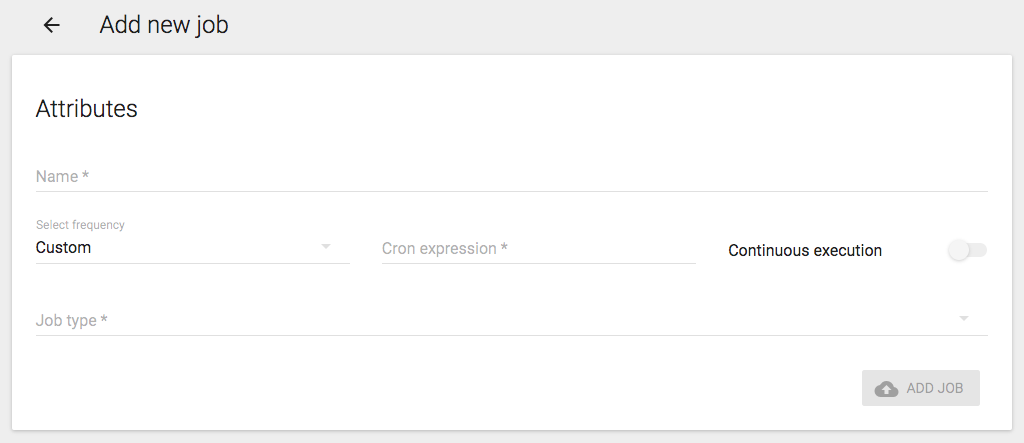 Add new job
Attributes
Name *
Select frequency
Custom
Cron expression *
Continuous execution
Job type *
ADD JOB